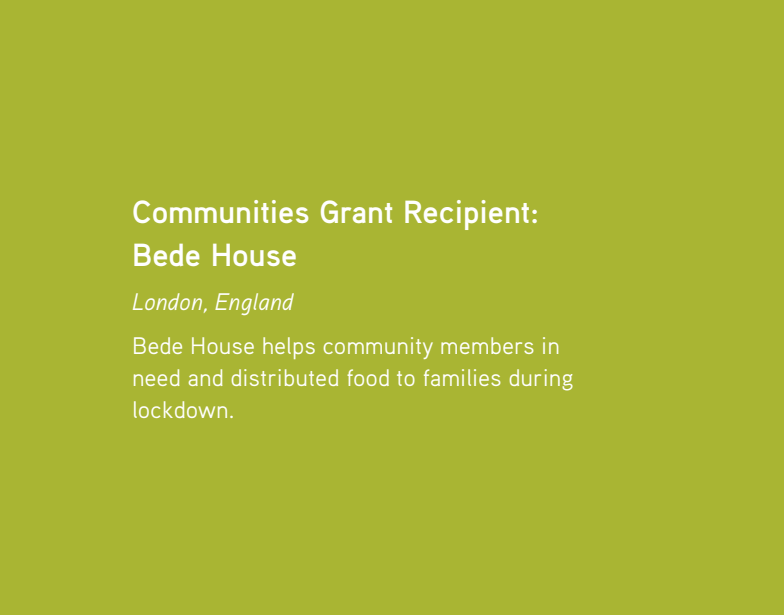 Communities Grant Recipient:
Bede House
London, England
Bede House helps community members in
need and distributed food to families during
lockdown.